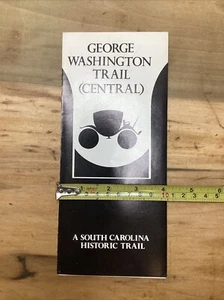 GEORGE
WASHINGTON
TRAIL
(CENTRAL)
A SOUTH CAROLINA
HISTORIC TRAIL